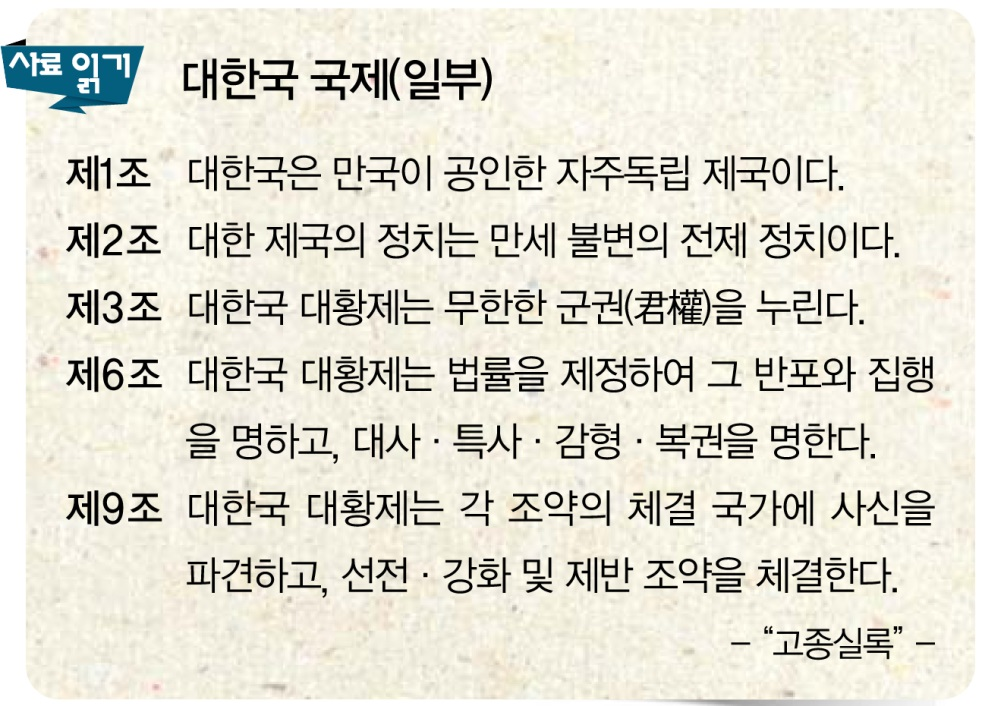 사료 읽기
대한국 국제(일부)
제1조 대한국은 만국이 공인한 자주독립 제국이다.
제2조 대한 제국의 정치는 만세 불변의 전제 정치이다.
제3조 대한국 대황제는 무한한 군권(君權)을 누린다.
제6조 대한국 대황제는 법률을 제정하여 그 반포와 집행
을 명하고, 대사·특사·감형·복권을 명한다.
제9조 대한국 대황제는 각 조약의 체결 국가에 사신을
파견하고, 선전·강화 및 제반 조약을 체결한다.
– “고종실록” –